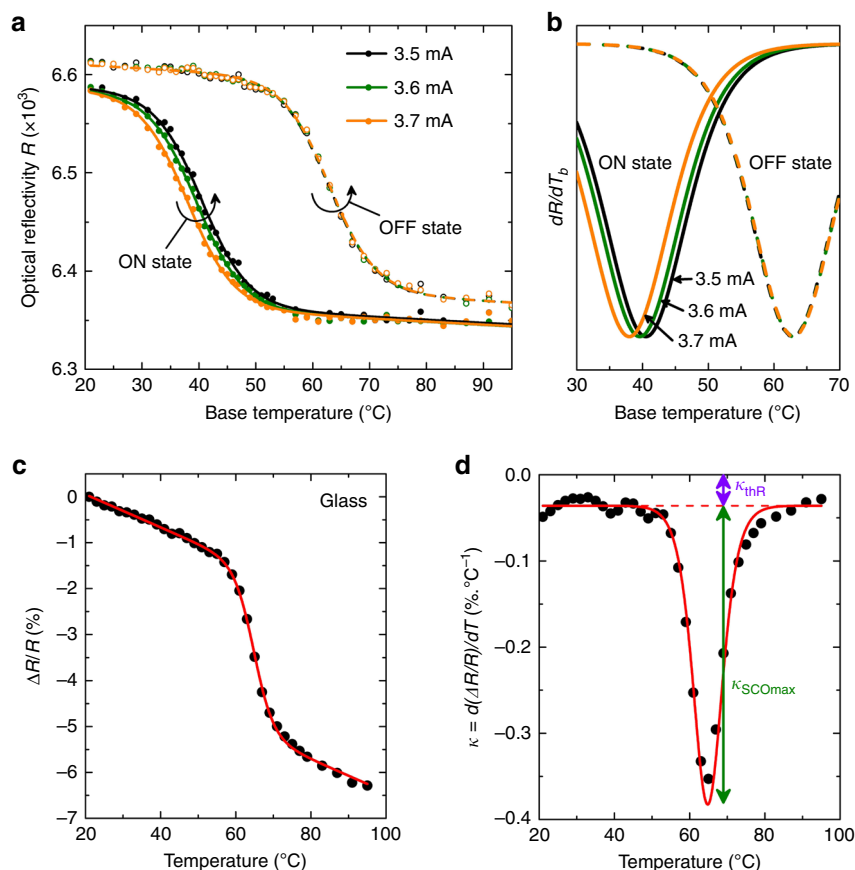 a
6.6
6.5
6.4
6.3
Optical reflectivity R (×10³)
3.5 mA
3.6 mA
3.7 mA
ON state
OFF state
20 30 40 50 60 70 80 90
Base temperature (°C)
b
dR/dT_b
ON state
OFF state
3.5 mA
3.6 mA
3.7 mA
30 40 50 60 70
Base temperature (°C)
c
0
−1
−2
−3
−4
−5
−6
−7
ΔR/R (%)
Glass
20 40 60 80 100
Temperature (°C)
d
0.0
−0.1
−0.2
−0.3
−0.4
κ = d(ΔR/R)/dT (%.°C⁻¹)
κthR
κSCOmax
20 40 60 80 100
Temperature (°C)